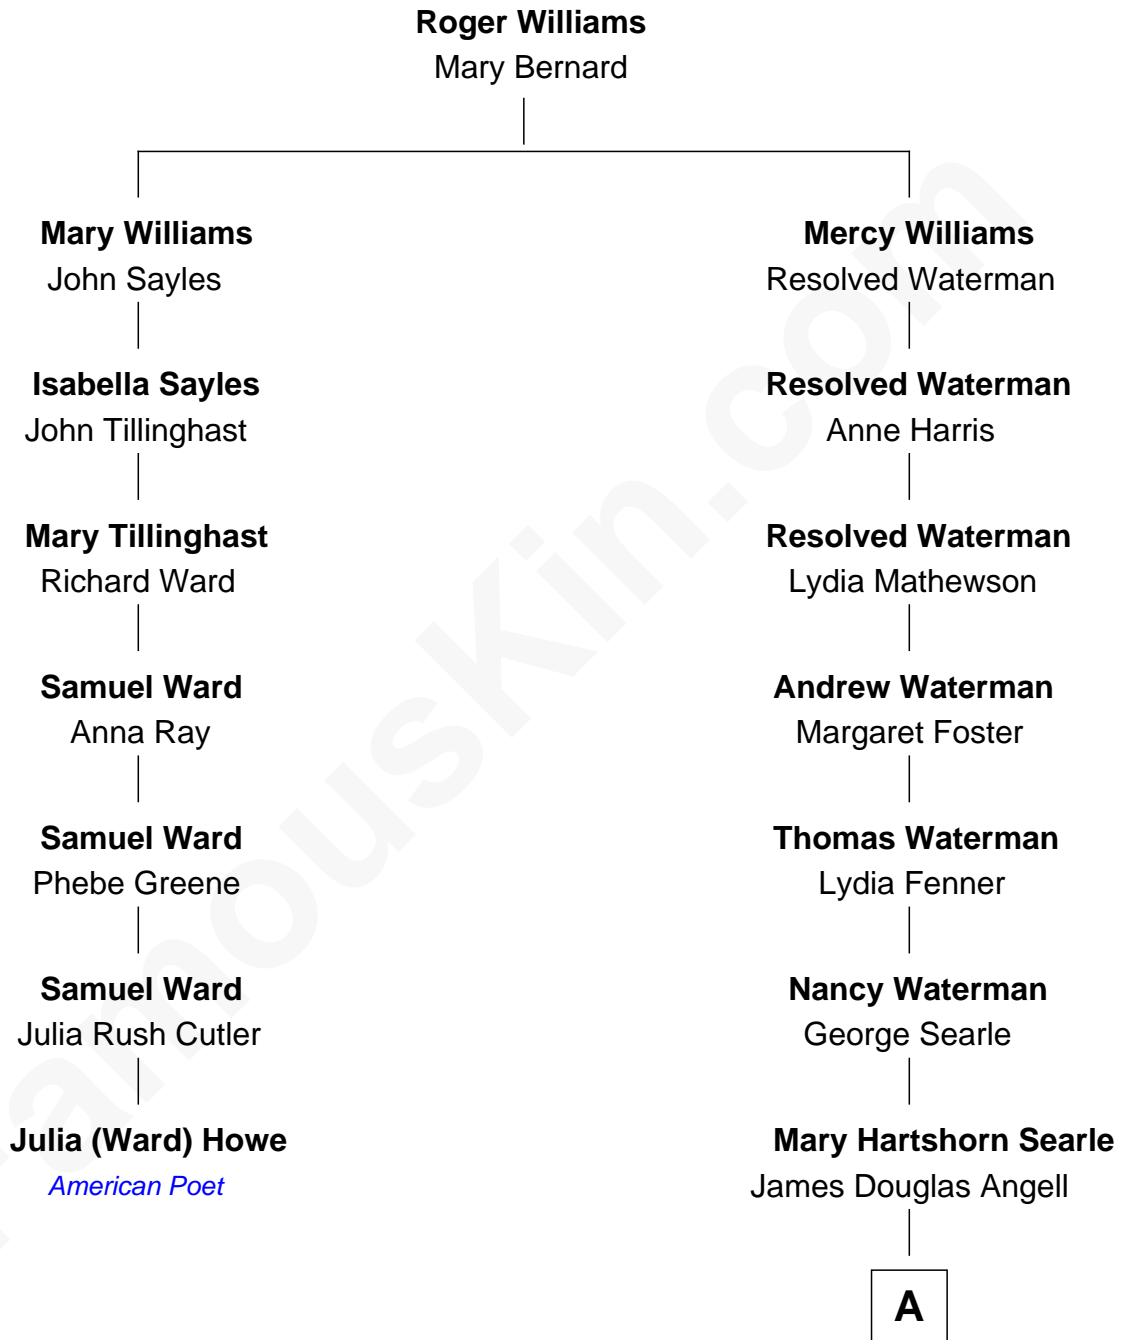 Roger Williams
Mary Bernard
Mary Williams
John Sayles
Mercy Williams
Resolved Waterman
Isabella Sayles
John Tillinghast
Resolved Waterman
Anne Harris
Mary Tillinghast
Richard Ward
Resolved Waterman
Lydia Mathewson
Samuel Ward
Anna Ray
Andrew Waterman
Margaret Foster
Samuel Ward
Phebe Greene
Thomas Waterman
Lydia Fenner
Samuel Ward
Julia Rush Cutler
Nancy Waterman
George Searle
Julia (Ward) Howe
American Poet
Mary Hartshorn Searle
James Douglas Angell
A
FamousKin.com